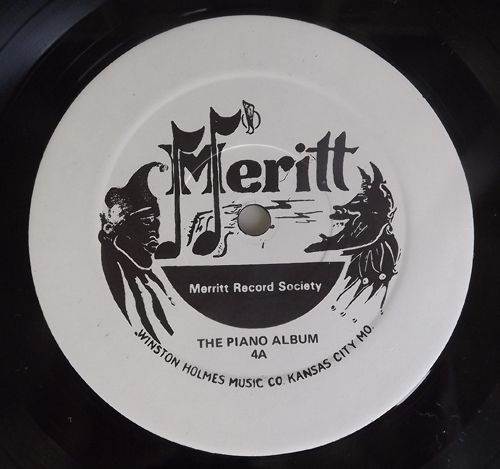 Meritt
Merritt Record Society
THE PIANO ALBUM
4A
WINSTON HOLMES MUSIC CO. KANSAS CITY MO.